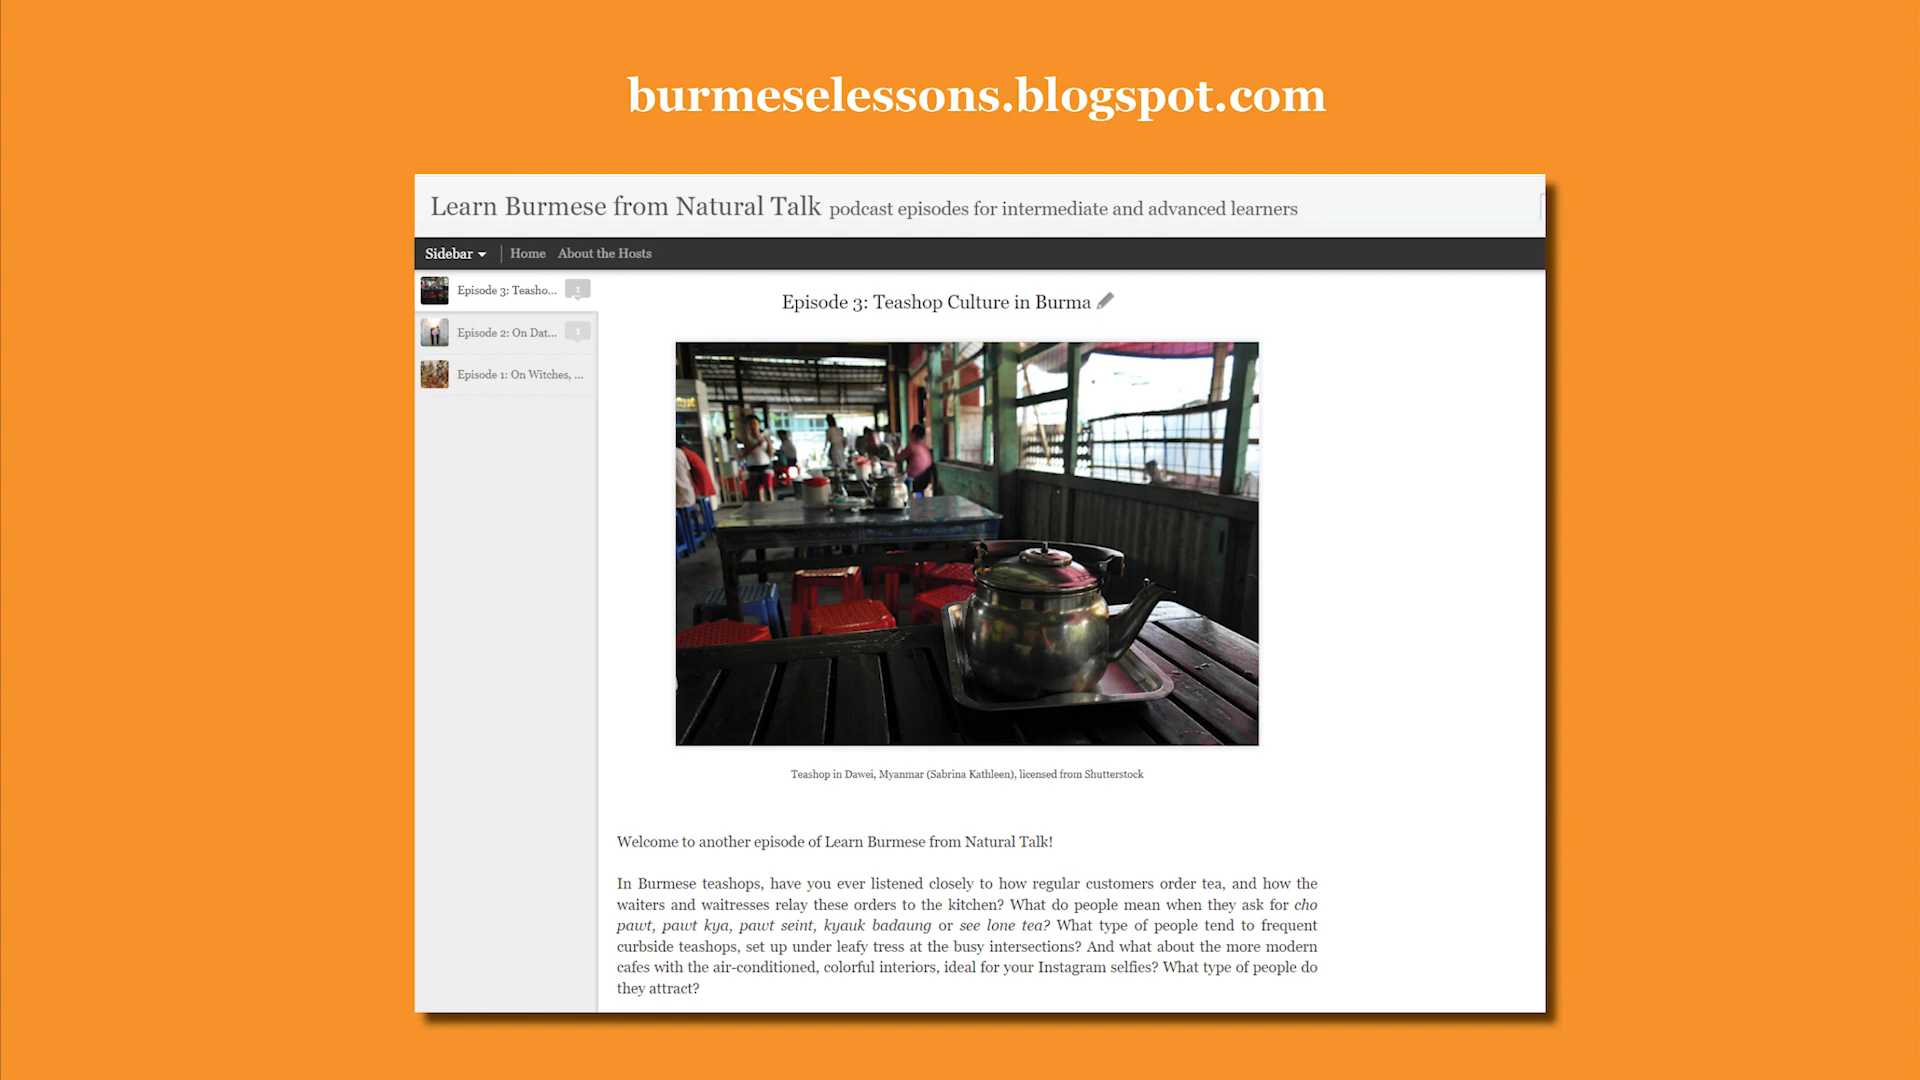 burmeselessons.blogspot.com
Learn Burmese from Natural Talk podcast episodes for intermediate and advanced learners
Sidebar Home About the Hosts
Episode 3: Teasho... 1
Episode 2: On Dat... 1
Episode 1: On Witches, ...
Episode 3: Teashop Culture in Burma
Teashop in Dawei, Myanmar (Sabrina Kathleen), licensed from Shutterstock
Welcome to another episode of Learn Burmese from Natural Talk!
In Burmese teashops, have you ever listened closely to how regular customers order tea, and how the
waiters and waitresses relay these orders to the kitchen? What do people mean when they ask for cho
pawt, pawt kya, pawt seint, kyauk badaung or see lone tea? What type of people tend to frequent
curbside teashops, set up under leafy tress at the busy intersections? And what about the more modern
cafes with the air-conditioned, colorful interiors, ideal for your Instagram selfies? What type of people do
they attract?